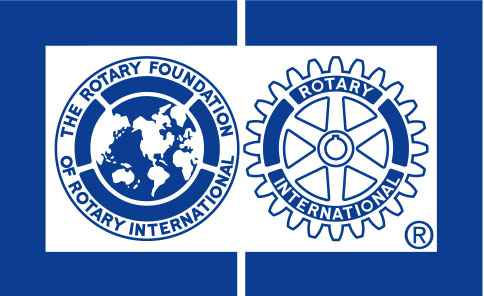 THE ROTARY FOUNDATION
OF ROTARY INTERNATIONAL
ROTARY
INTERNATIONAL
®